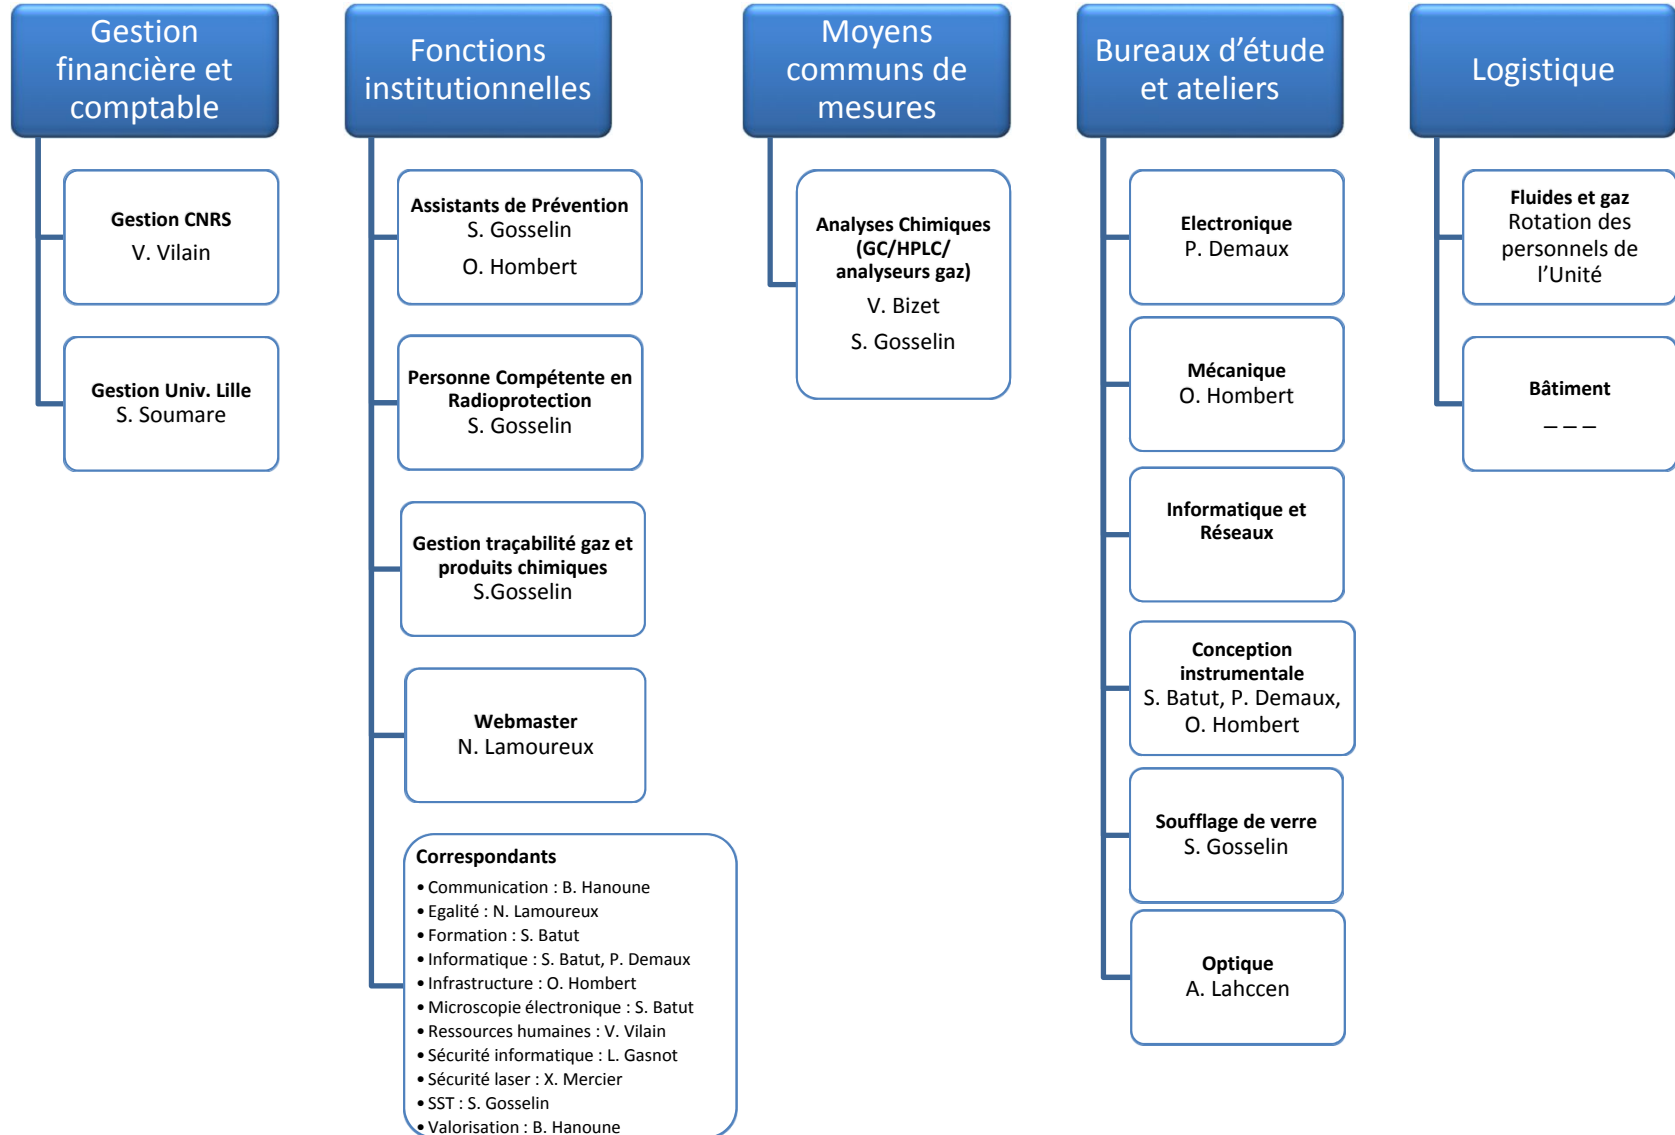 Gestion
financière et
comptable
Gestion CNRS
V. Vilain
Gestion Univ. Lille
S. Soumare
Fonctions
institutionnelles
Assistants de Prévention
S. Gosselin
O. Hombert
Personne Compétente en
Radioprotection
S. Gosselin
Gestion traçabilité gaz et
produits chimiques
S.Gosselin
Webmaster
N. Lamoureux
Correspondants
• Communication : B. Hanoune
• Egalité : N. Lamoureux
• Formation : S. Batut
• Informatique : S. Batut, P. Demaux
• Infrastructure : O. Hombert
• Microscopie électronique : S. Batut
• Ressources humaines : V. Vilain
• Sécurité informatique : L. Gasnot
• Sécurité laser : X. Mercier
• SST : S. Gosselin
• Valorisation : B. Hanoune
Moyens
communs de
mesures
Analyses Chimiques
(GC/HPLC/
analyseurs gaz)
V. Bizet
S. Gosselin
Bureaux d’étude
et ateliers
Electronique
P. Demaux
Mécanique
O. Hombert
Informatique et
Réseaux
Conception
instrumentale
S. Batut, P. Demaux,
O. Hombert
Soufflage de verre
S. Gosselin
Optique
A. Lahccen
Logistique
Fluides et gaz
Rotation des
personnels de
l’Unité
Bâtiment
– – –